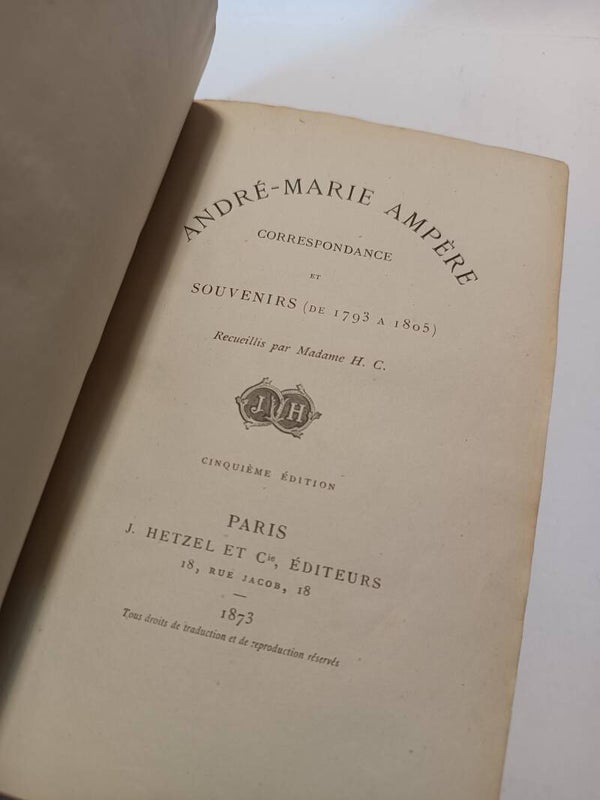 ANDRÉ-MARIE AMPÈRE
CORRESPONDANCE
ET
SOUVENIRS (DE 1793 A 1805)
Recueillis par Madame H. C.
J H
CINQUIÈME ÉDITION
PARIS
J. HETZEL ET Cie, ÉDITEURS
18, RUE JACOB, 18
—
1873
Tous droits de traduction et de reproduction réservés